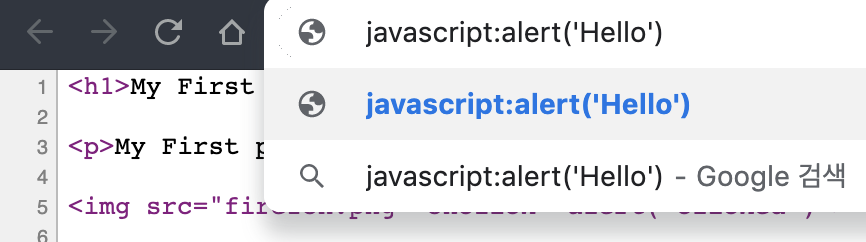 javascript:alert('Hello')
javascript:alert('Hello')
javascript:alert('Hello') - Google 검색
1 <h1>My First
2
3 <p>My First
4
5 <img src="
6